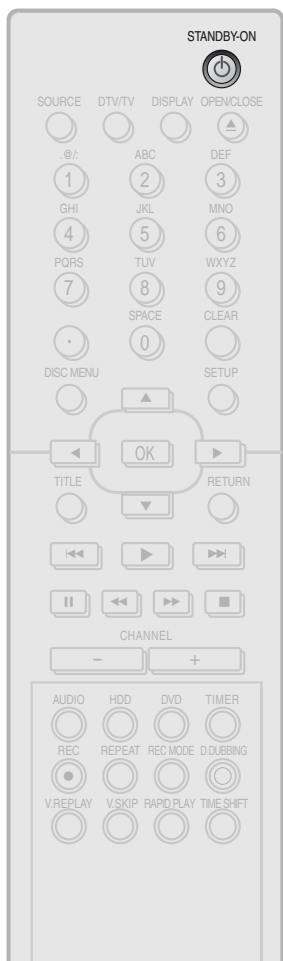 STANDBY-ON
SOURCE DTV/TV DISPLAY OPEN/CLOSE
.@/: ABC DEF
1 2 3
GHI JKL MNO
4 5 6
PQRS TUV WXYZ
7 8 9
SPACE CLEAR
. 0
DISC MENU SETUP
OK
TITLE RETURN
CHANNEL
− +
AUDIO HDD DVD TIMER
REC REPEAT REC MODE D.DUBBING
V.REPLAY V.SKIP RAPID PLAY TIME SHIFT